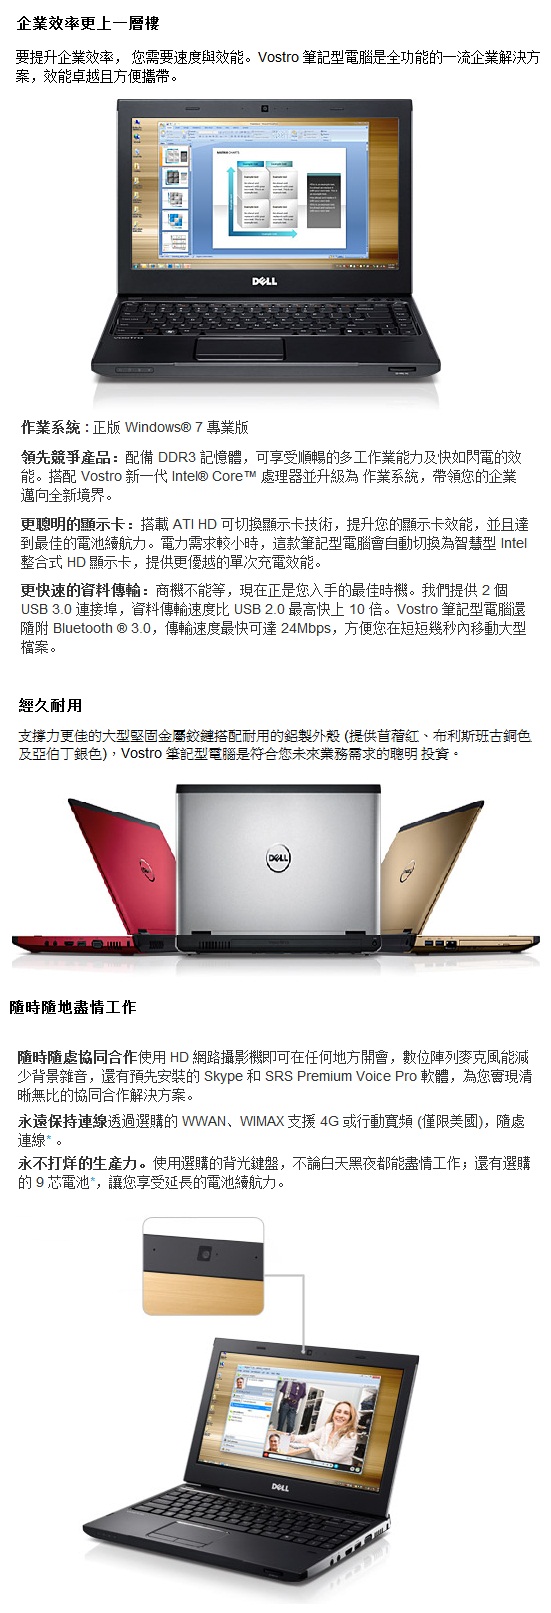 企業效率更上一層樓
要提升企業效率， 您需要速度與效能。Vostro 筆記型電腦是全功能的一流企業解決方
案，效能卓越且方便攜帶。
DELL
vostro
作業系統：正版 Windows® 7 專業版
領先競爭產品：配備 DDR3 記憶體，可享受順暢的多工作業能力及快如閃電的效
能。搭配 Vostro 新一代 Intel® Core™ 處理器並升級為 作業系統，帶領您的企業
邁向全新境界。
更聰明的顯示卡：搭載 ATI HD 可切換顯示卡技術，提升您的顯示卡效能，並且達
到最佳的電池續航力。電力需求較小時，這款筆記型電腦會自動切換為智慧型 Intel
整合式 HD 顯示卡，提供更優越的單次充電效能。
更快速的資料傳輸：商機不能等，現在正是您入手的最佳時機。我們提供 2 個
USB 3.0 連接埠，資料傳輸速度比 USB 2.0 最高快上 10 倍。Vostro 筆記型電腦還
隨附 Bluetooth ® 3.0，傳輸速度最快可達 24Mbps，方便您在短短幾秒內移動大型
檔案。
經久耐用
支撐力更佳的大型堅固金屬鉸鏈搭配耐用的鋁製外殼 (提供苜蓿紅、布利斯班古銅色
及亞伯丁銀色)，Vostro 筆記型電腦是符合您未來業務需求的聰明 投資。
DELL
DELL
DELL
隨時隨地盡情工作
隨時隨處協同合作使用 HD 網路攝影機即可在任何地方開會，數位陣列麥克風能減
少背景雜音，還有預先安裝的 Skype 和 SRS Premium Voice Pro 軟體，為您實現清
晰無比的協同合作解決方案。
永遠保持連線透過選購的 WWAN、WIMAX 支援 4G 或行動寬頻 (僅限美國)，隨處
連線* 。
永不打烊的生產力。使用選購的背光鍵盤，不論白天黑夜都能盡情工作；還有選購
的 9 芯電池*，讓您享受延長的電池續航力。
DELL